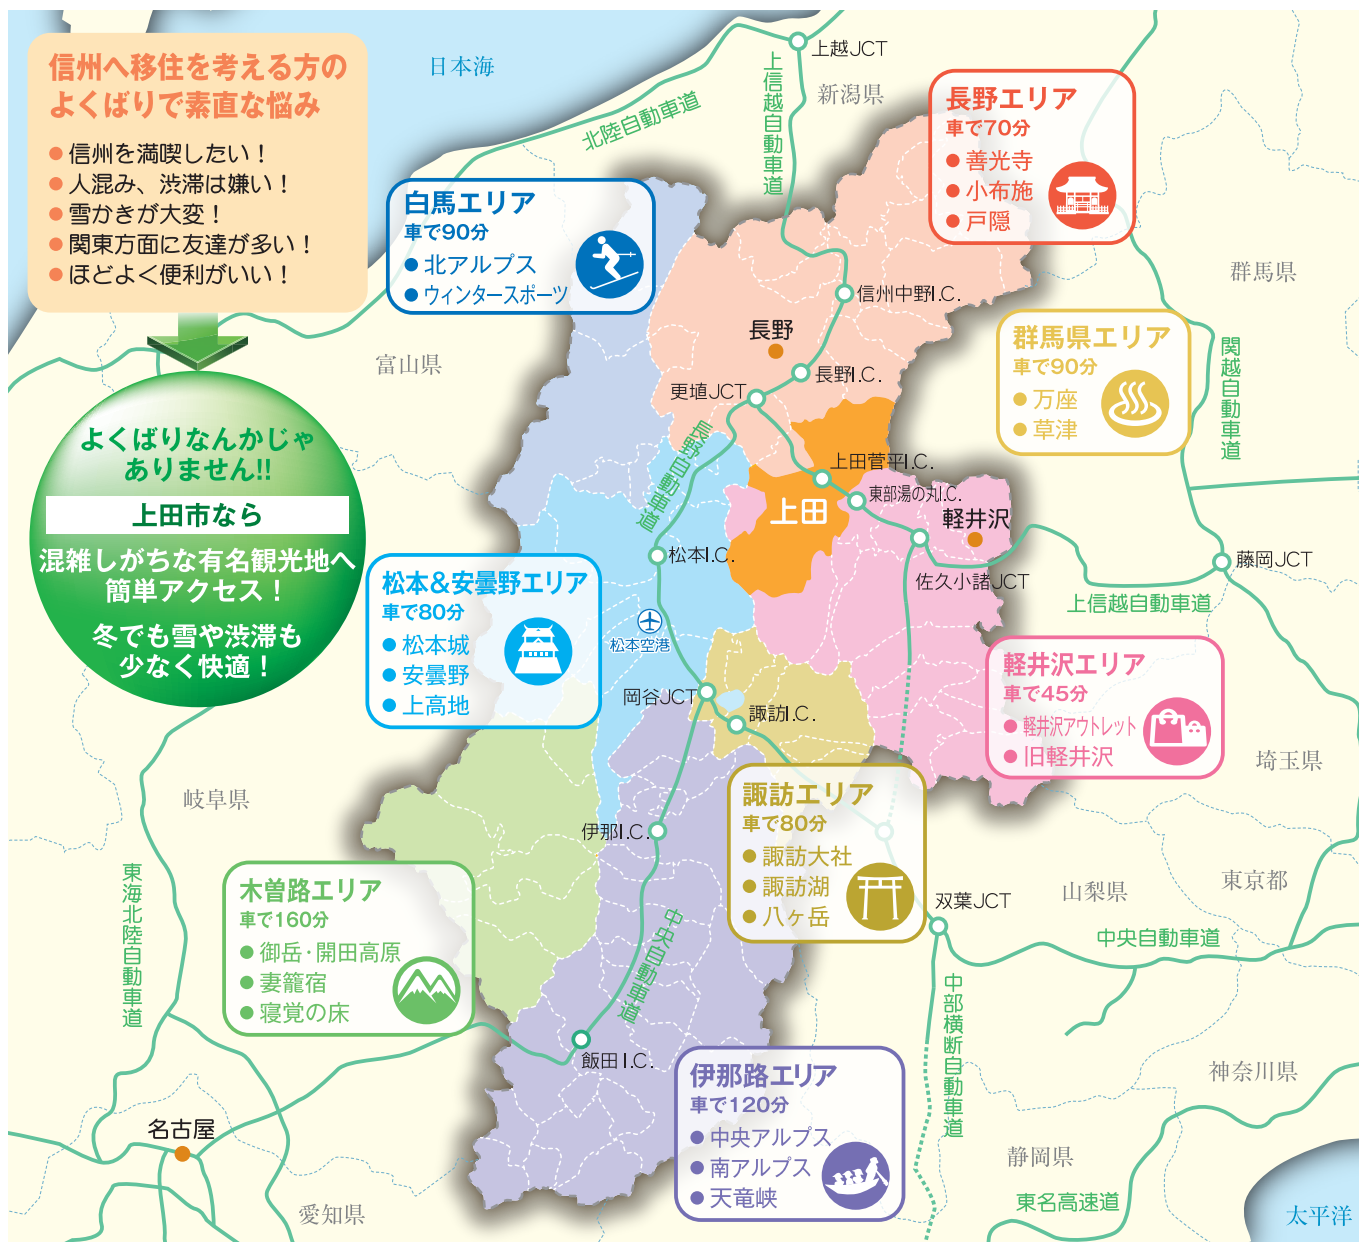 信州へ移住を考える方の
よくばりで素直な悩み
● 信州を満喫したい！
● 人混み、渋滞は嫌い！
● 雪かきが大変！
● 関東方面に友達が多い！
● ほどよく便利がいい！
よくばりなんかじゃ
ありません!!
上田市なら
混雑しがちな有名観光地へ
簡単アクセス！
冬でも雪や渋滞も
少なく快適！
日本海
北陸自動車道
上信越自動車道
上越JCT
新潟県
長野エリア
車で70分
● 善光寺
● 小布施
● 戸隠
白馬エリア
車で90分
● 北アルプス
● ウィンタースポーツ
富山県
群馬県
信州中野I.C.
長野
長野I.C.
更埴JCT
長野自動車道
群馬県エリア
車で90分
● 万座
● 草津
関越自動車道
上田菅平I.C.
東部湯の丸I.C.
上田
軽井沢
佐久小諸JCT
藤岡JCT
上信越自動車道
松本I.C.
松本空港
松本＆安曇野エリア
車で80分
● 松本城
● 安曇野
● 上高地
岡谷JCT
諏訪I.C.
軽井沢エリア
車で45分
● 軽井沢アウトレット
● 旧軽井沢
埼玉県
岐阜県
伊那I.C.
諏訪エリア
車で80分
● 諏訪大社
● 諏訪湖
● 八ヶ岳
東海北陸自動車道
木曽路エリア
車で160分
● 御岳・開田高原
● 妻籠宿
● 寝覚の床
中央自動車道
双葉JCT
山梨県
東京都
中央自動車道
中部横断自動車道
飯田I.C.
伊那路エリア
車で120分
● 中央アルプス
● 南アルプス
● 天竜峡
神奈川県
名古屋
愛知県
静岡県
東名高速道
太平洋